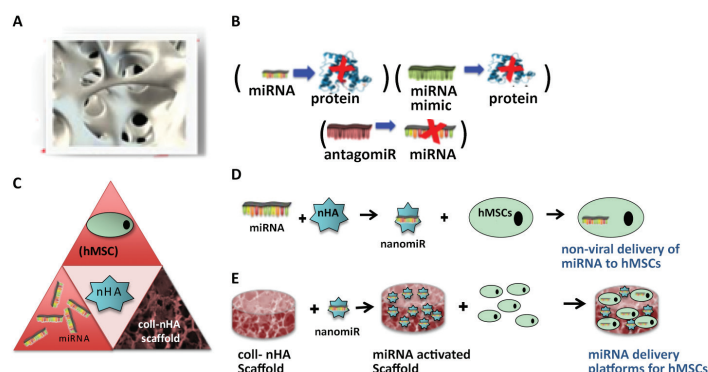 A
B
miRNA
protein
miRNA
mimic
protein
antagomiR
miRNA
C
(hMSC)
nHA
miRNA
coll-nHA
scaffold
D
miRNA
+
nHA
nanomiR
+
hMSCs
non-viral delivery of
miRNA to hMSCs
E
coll- nHA
Scaffold
+
nanomiR
miRNA activated
Scaffold
+
miRNA delivery
platforms for hMSCs